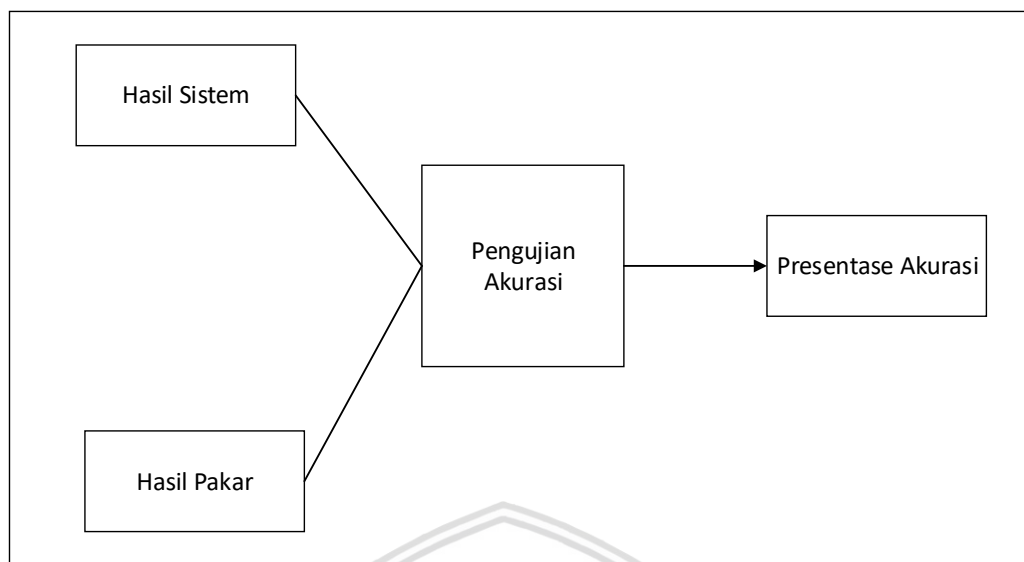 Hasil Sistem
Pengujian
Akurasi
Presentase Akurasi
Hasil Pakar